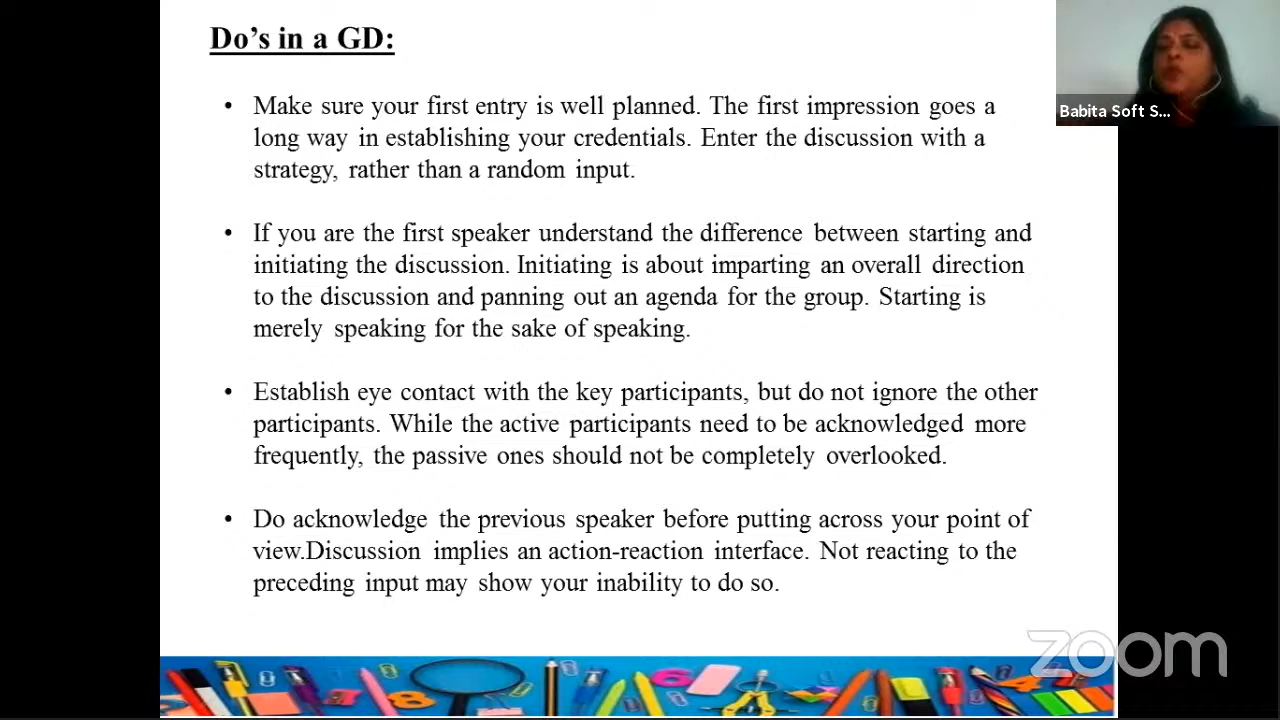 Do’s in a GD:
• Make sure your first entry is well planned. The first impression goes a
long way in establishing your credentials. Enter the discussion with a
strategy, rather than a random input.
• If you are the first speaker understand the difference between starting and
initiating the discussion. Initiating is about imparting an overall direction
to the discussion and panning out an agenda for the group. Starting is
merely speaking for the sake of speaking.
• Establish eye contact with the key participants, but do not ignore the other
participants. While the active participants need to be acknowledged more
frequently, the passive ones should not be completely overlooked.
• Do acknowledge the previous speaker before putting across your point of
view.Discussion implies an action-reaction interface. Not reacting to the
preceding input may show your inability to do so.
Babita Soft S...
zoom
6
8
4